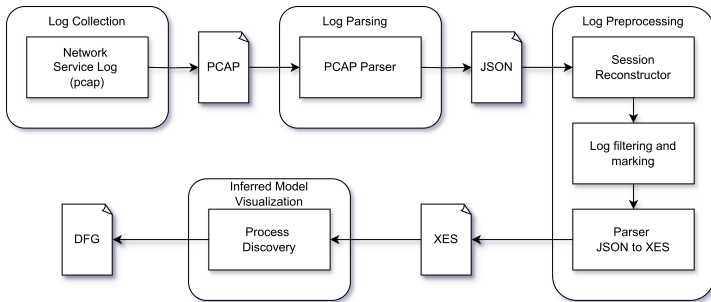 Log Collection
Network
Service Log
(pcap)
PCAP
Log Parsing
PCAP Parser
JSON
Log Preprocessing
Session
Reconstructor
Log filtering and
marking
Parser
JSON to XES
XES
Inferred Model
Visualization
Process
Discovery
DFG